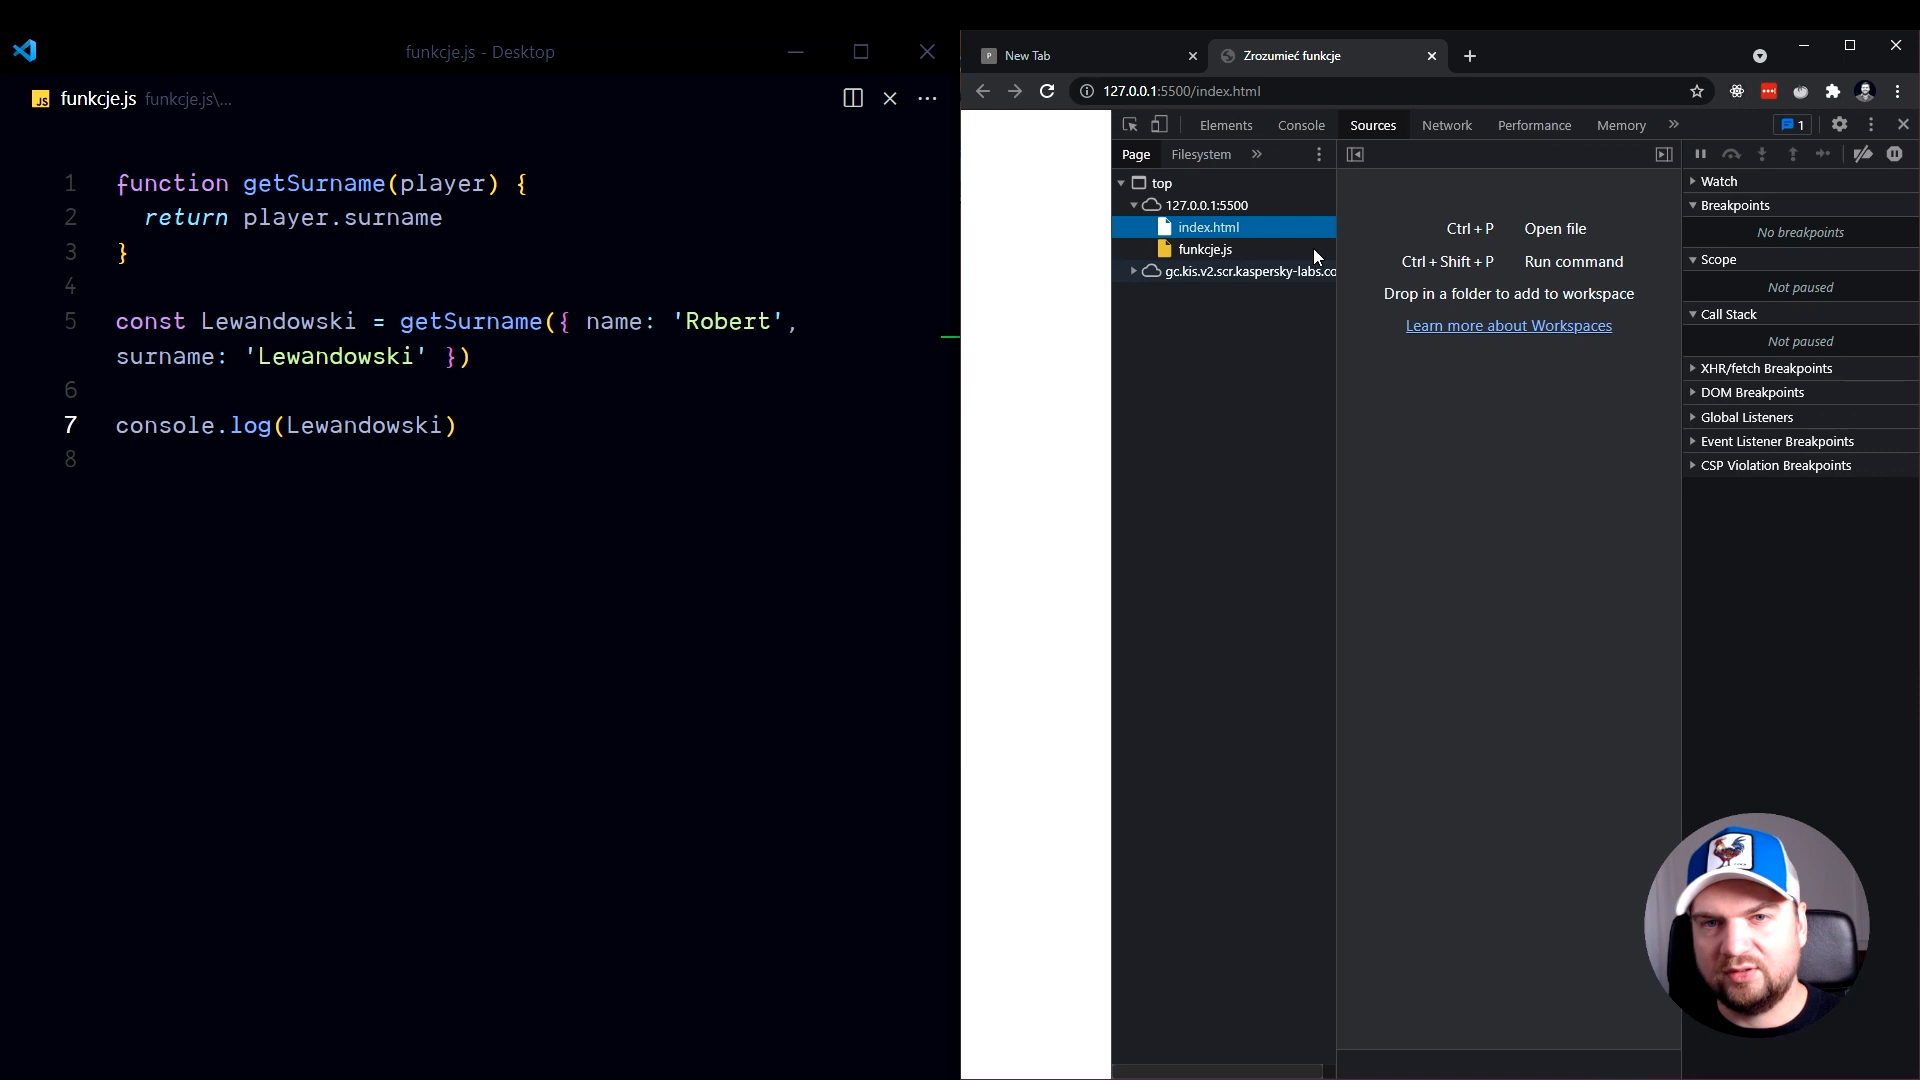 funkcje.js - Desktop
JS funkcje.js funkcje.js\...
1 function getSurname(player) {
2 return player.surname
3 }
4
5 const Lewandowski = getSurname({ name: 'Robert',
surname: 'Lewandowski' })
6
7 console.log(Lewandowski)
8
P New Tab
Zrozumieć funkcje
127.0.0.1:5500/index.html
Elements Console Sources Network Performance Memory » 1
Page Filesystem »
top
127.0.0.1:5500
index.html
funkcje.js
gc.kis.v2.scr.kaspersky-labs.co
Ctrl + P Open file
Ctrl + Shift + P Run command
Drop in a folder to add to workspace
Learn more about Workspaces
Watch
Breakpoints
No breakpoints
Scope
Not paused
Call Stack
Not paused
XHR/fetch Breakpoints
DOM Breakpoints
Global Listeners
Event Listener Breakpoints
CSP Violation Breakpoints